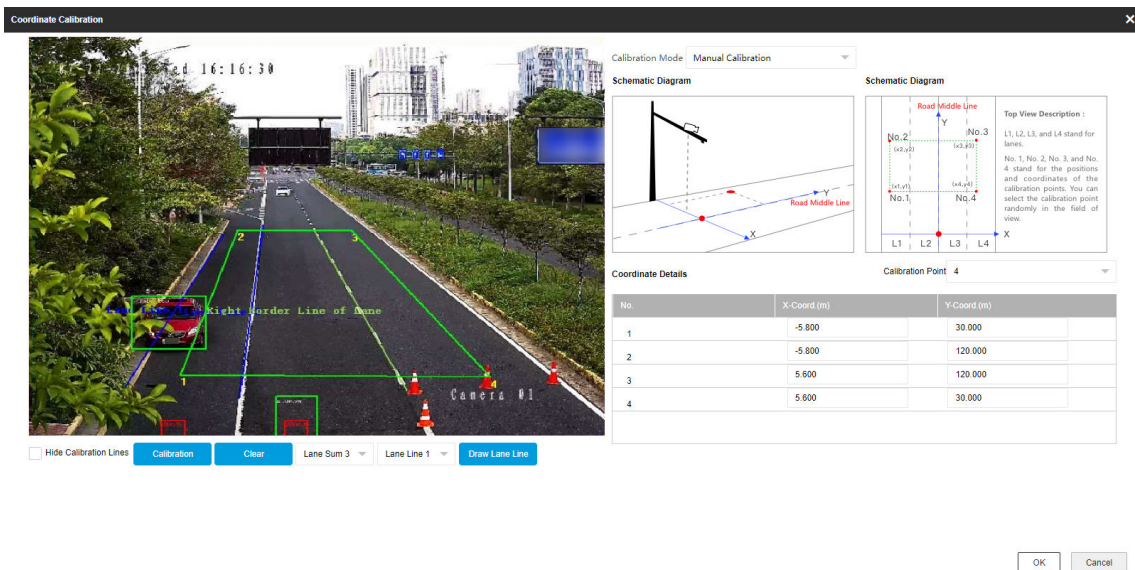 Coordinate Calibration
16:16:30
2
3
Right Border Line of Lane
1
4
Camera 01
Hide Calibration Lines
Calibration
Clear
Lane Sum 3
Lane Line 1
Draw Lane Line
Calibration Mode
Manual Calibration
Schematic Diagram
Y
Road Middle Line
X
Schematic Diagram
Road Middle Line
Y
No.2
(x2,y2)
No.3
(x3,y3)
(x1,y1)
No.1
(x4,y4)
No.4
X
L1 L2 L3 L4
Top View Description :
L1, L2, L3, and L4 stand for
lanes.
No. 1, No. 2, No. 3, and No.
4 stand for the positions
and coordinates of the
calibration points. You can
select the calibration point
randomly in the field of
view.
Coordinate Details
Calibration Point 4
No. X-Coord.(m) Y-Coord.(m)
1 -5.800 30.000
2 -5.800 120.000
3 5.600 120.000
4 5.600 30.000
OK
Cancel